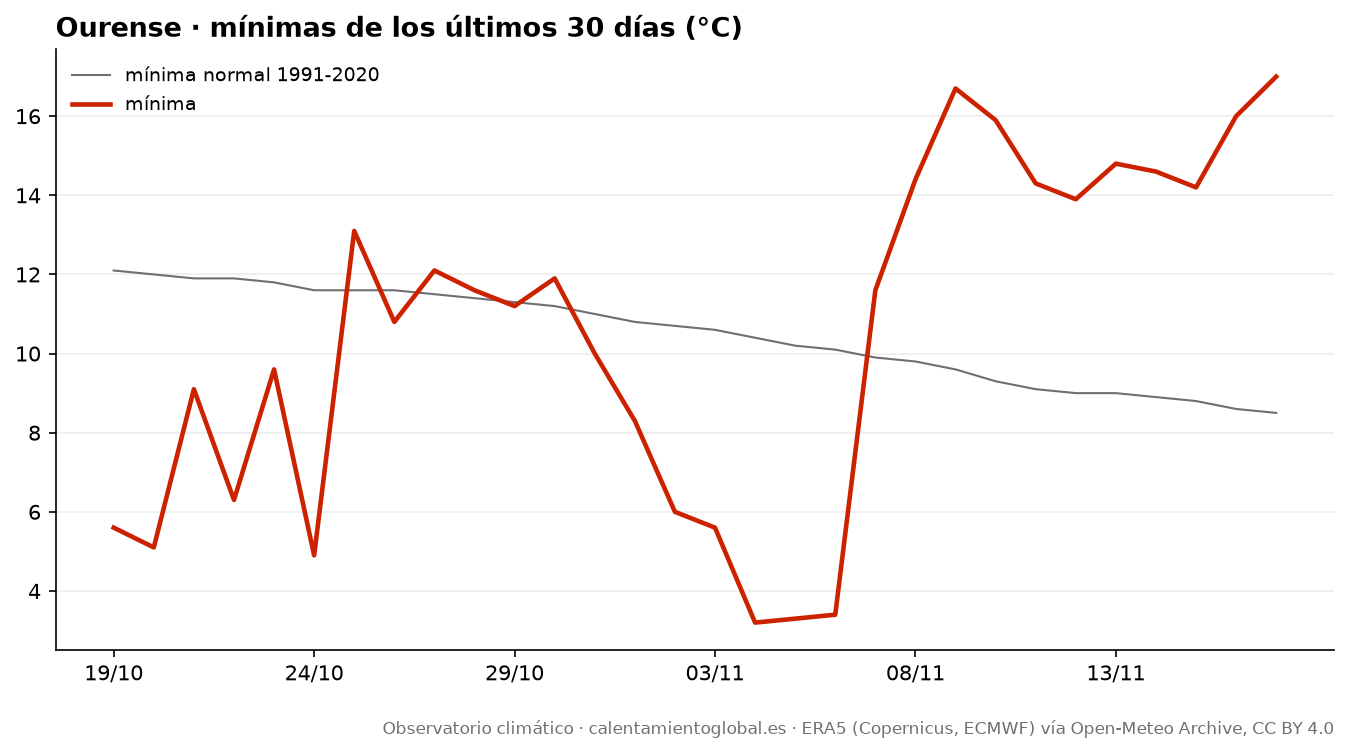 Ourense · mínimas de los últimos 30 días (°C)
mínima normal 1991-2020
mínima
16
14
12
10
8
6
4
19/10 24/10 29/10 03/11 08/11 13/11
Observatorio climático · calentamientoglobal.es · ERA5 (Copernicus, ECMWF) vía Open-Meteo Archive, CC BY 4.0